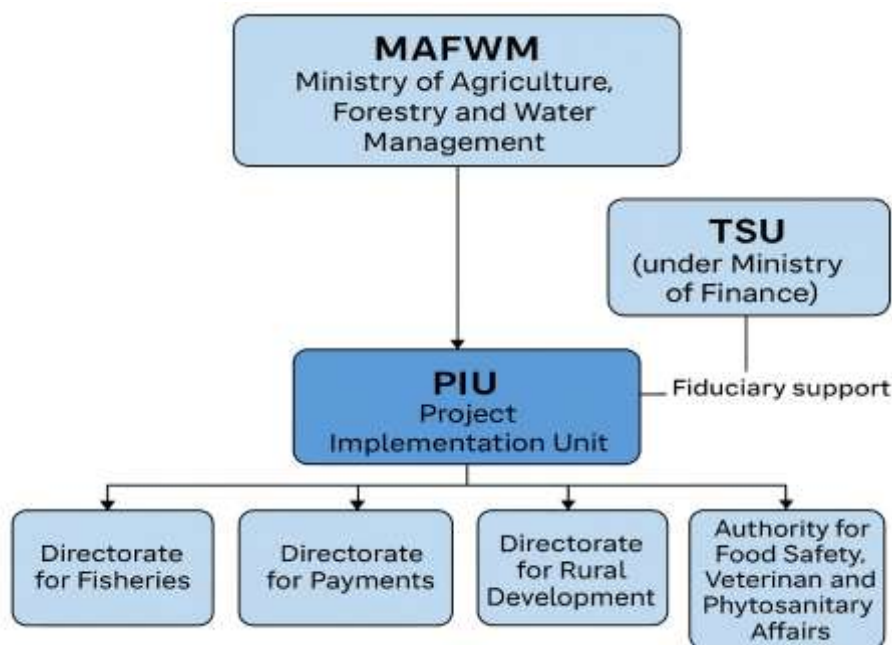 MAFWM
Ministry of Agriculture,
Forestry and Water
Management
TSU
(under Ministry
of Finance)
PIU
Project
Implementation Unit
Fiduciary support
Directorate
for Fisheries
Directorate
for Payments
Directorate
for Rural
Development
Authority for
Food Safety,
Veterinan and
Phytosanitary
Affairs